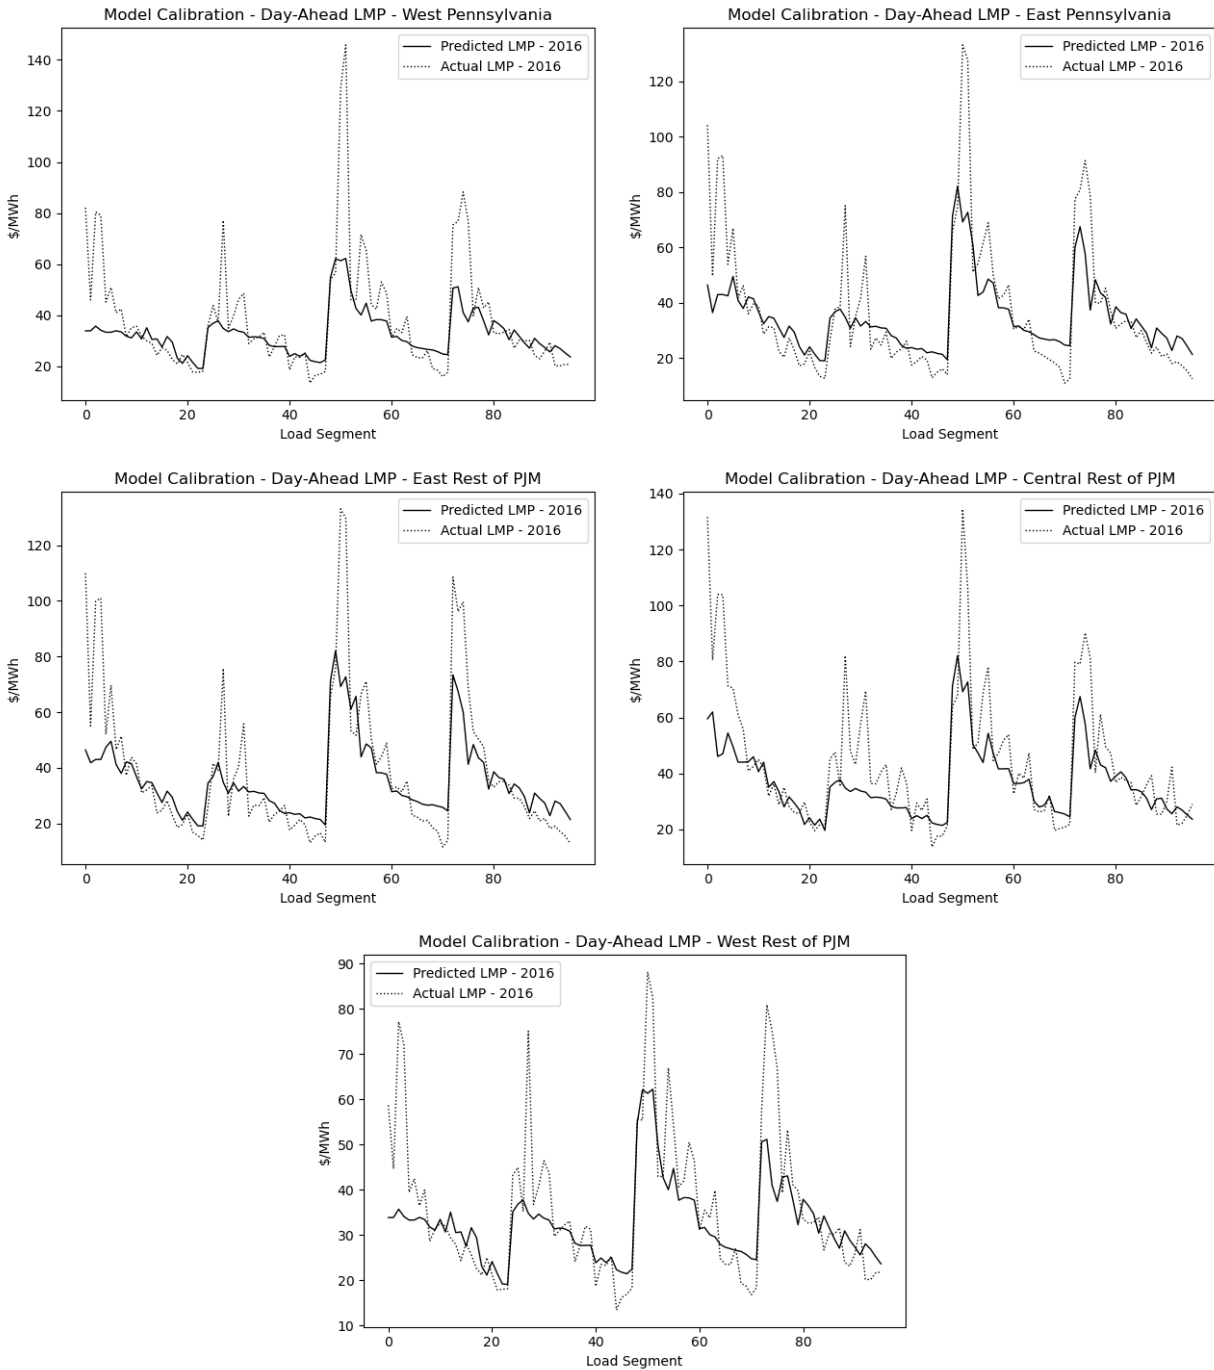 Model Calibration - Day-Ahead LMP - West Pennsylvania
Predicted LMP - 2016
Actual LMP - 2016
140
120
100
80
60
40
20
$/MWh
0 20 40 60 80
Load Segment
Model Calibration - Day-Ahead LMP - East Pennsylvania
Predicted LMP - 2016
Actual LMP - 2016
120
100
80
60
40
20
$/MWh
0 20 40 60 80
Load Segment
Model Calibration - Day-Ahead LMP - East Rest of PJM
Predicted LMP - 2016
Actual LMP - 2016
120
100
80
60
40
20
$/MWh
0 20 40 60 80
Load Segment
Model Calibration - Day-Ahead LMP - Central Rest of PJM
Predicted LMP - 2016
Actual LMP - 2016
140
120
100
80
60
40
20
$/MWh
0 20 40 60 80
Load Segment
Model Calibration - Day-Ahead LMP - West Rest of PJM
Predicted LMP - 2016
Actual LMP - 2016
90
80
70
60
50
40
30
20
10
$/MWh
0 20 40 60 80
Load Segment